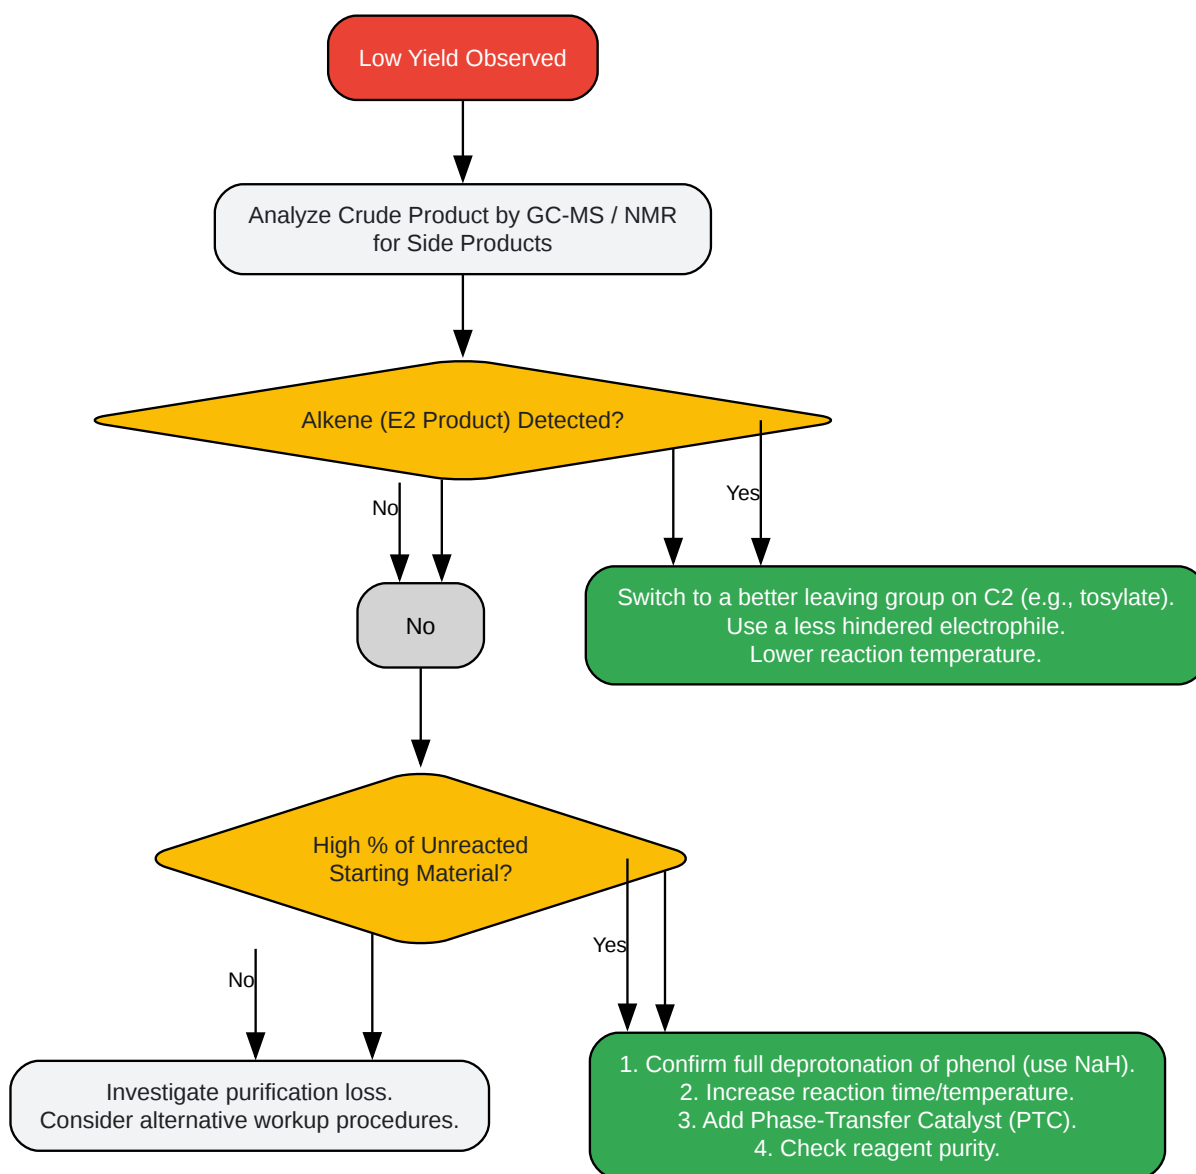 Low Yield Observed
Analyze Crude Product by GC-MS / NMR
for Side Products
Alkene (E2 Product) Detected?
No
Yes
No
Switch to a better leaving group on C2 (e.g., tosylate).
Use a less hindered electrophile.
Lower reaction temperature.
High % of Unreacted
Starting Material?
No
Yes
Investigate purification loss.
Consider alternative workup procedures.
1. Confirm full deprotonation of phenol (use NaH).
2. Increase reaction time/temperature.
3. Add Phase-Transfer Catalyst (PTC).
4. Check reagent purity.